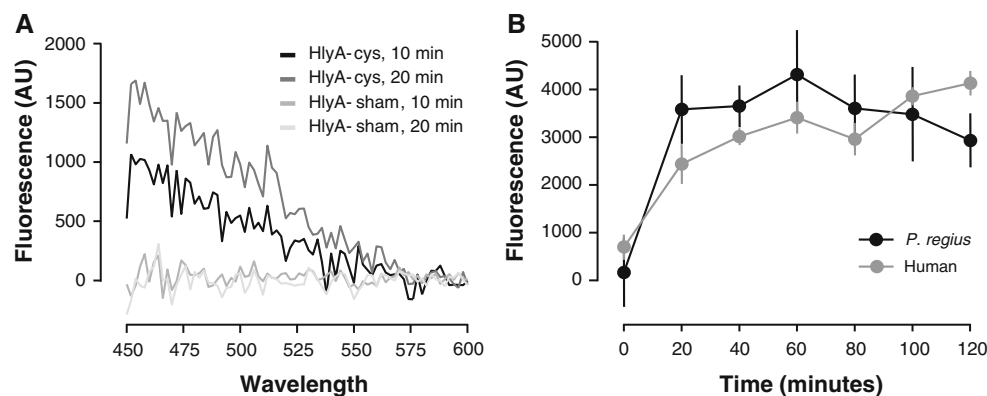 A
Fluorescence (AU)
2000
1500
1000
500
0
HlyA-cys, 10 min
HlyA-cys, 20 min
HlyA- sham, 10 min
HlyA- sham, 20 min
450 475 500 525 550 575 600
Wavelength
B
Fluorescence (AU)
5000
4000
3000
2000
1000
0
P. regius
Human
0 20 40 60 80 100 120
Time (minutes)